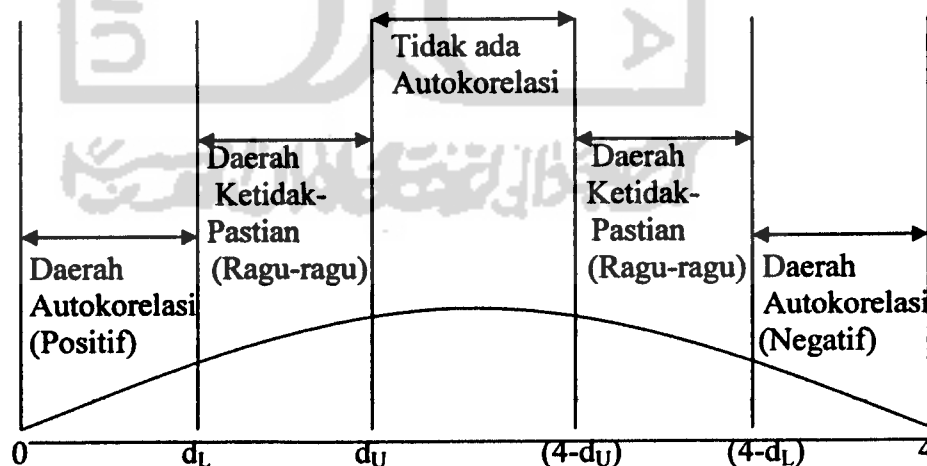 Tidak ada
Autokorelasi
Daerah
Ketidak-
Pastian
(Ragu-ragu)
Daerah
Ketidak-
Pastian
(Ragu-ragu)
Daerah
Autokorelasi
(Positif)
Daerah
Autokorelasi
(Negatif)
0 dL dU (4-dU) (4-dL) 4